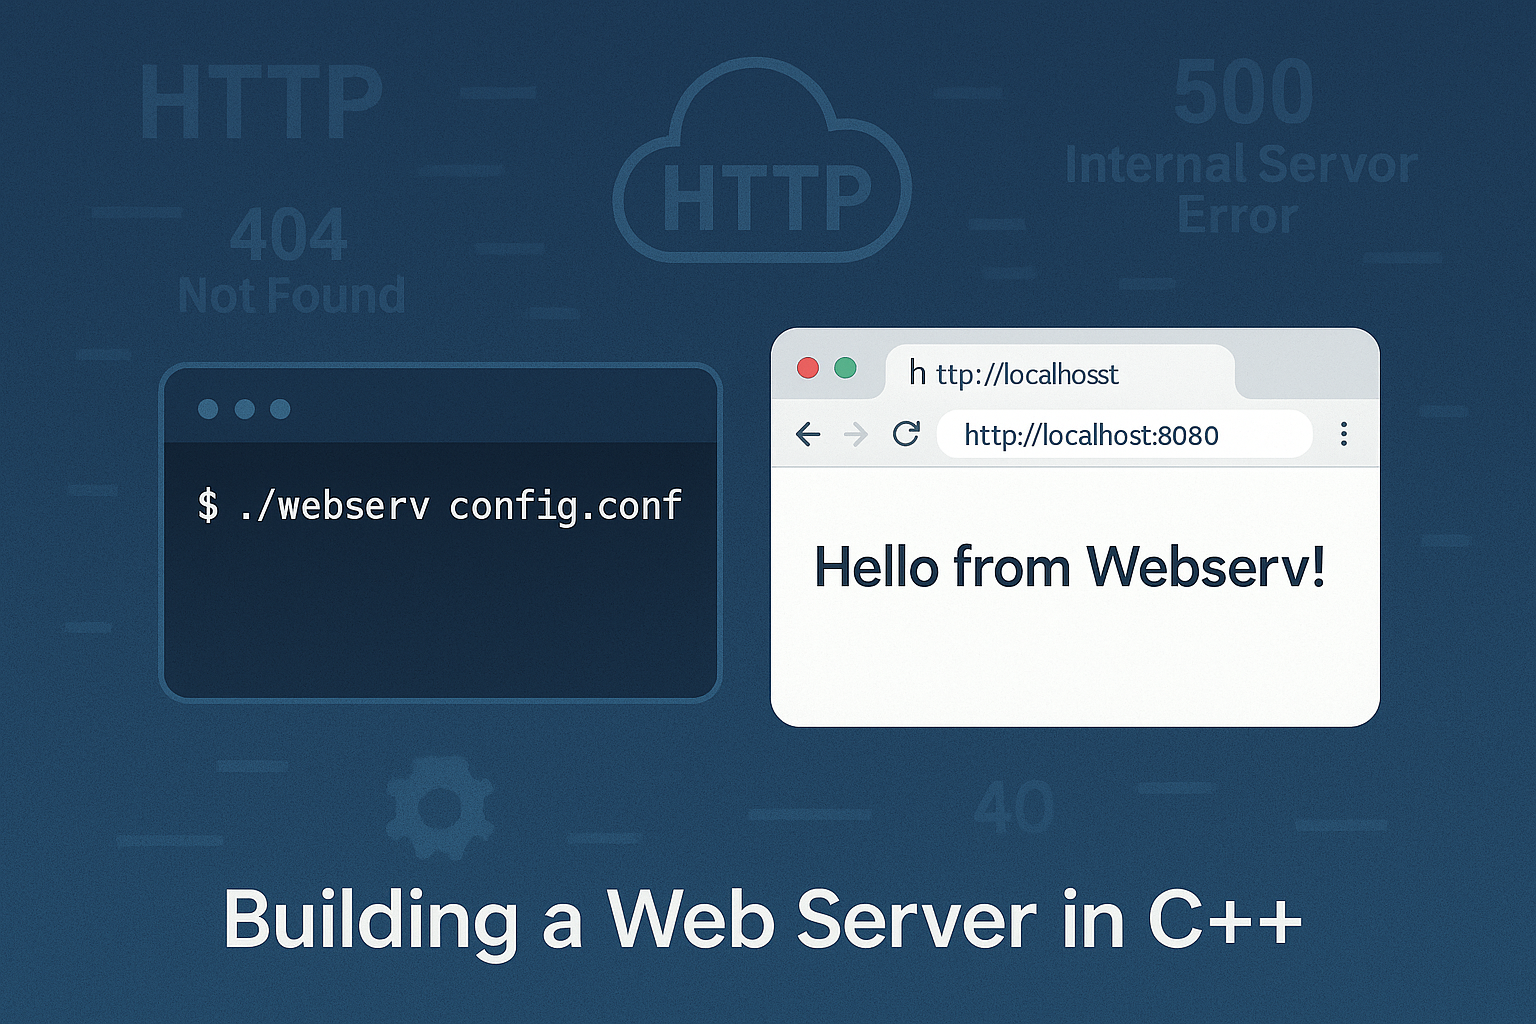 HTTP
HTTP
500
Internal Servor
Error
404
Not Found
h ttp://localhosst
http://localhost:8080
$ ./webserv config.conf
Hello from Webserv!
40
Building a Web Server in C++